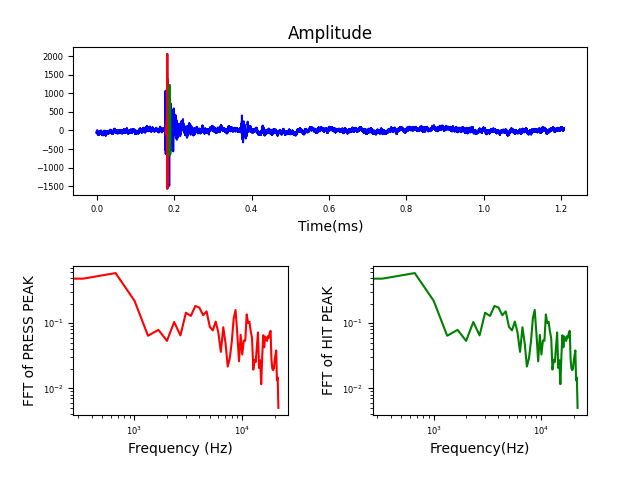 Amplitude
2000
1500
1000
500
0
−500
−1000
−1500
0.0 0.2 0.4 0.6 0.8 1.0 1.2
Time(ms)
FFT of PRESS PEAK
10⁻¹
10⁻²
10³ 10⁴
Frequency (Hz)
FFT of HIT PEAK
10⁻¹
10⁻²
10³ 10⁴
Frequency(Hz)